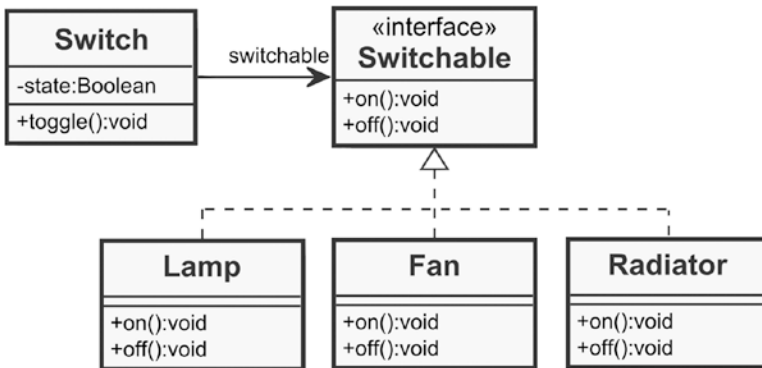 Switch
-state:Boolean
+toggle():void
switchable
«interface»
Switchable
+on():void
+off():void
Lamp
+on():void
+off():void
Fan
+on():void
+off():void
Radiator
+on():void
+off():void